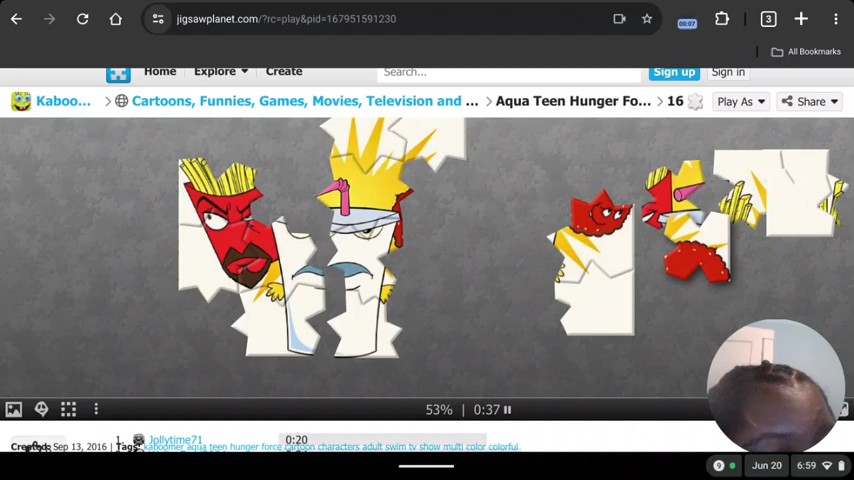 jigsawplanet.com/?rc=play&pid=167951591230
00:07
3
All Bookmarks
Home
Explore
Create
Search...
Sign up
Sign in
Kaboo...
Cartoons, Funnies, Games, Movies, Television and ...
Aqua Teen Hunger Fo...
16
Play As
Share
53% | 0:37
1. Jollytime71
0:20
Created: Sep 13, 2016 | Tags: kaboomer aqua teen hunger force cartoon characters adult swim tv show multi color colorful.
9
Jun 20
6:59